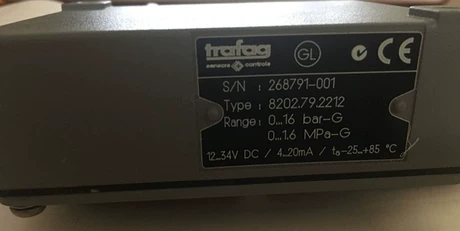 trafag
sensors controls
GL
CE
S/N : 268791-001
Type : 8202.79.2212
Range: 0...16 bar-G
0...1.6 MPa-G
12...34V DC / 4...20mA / ta-25...+85 °C